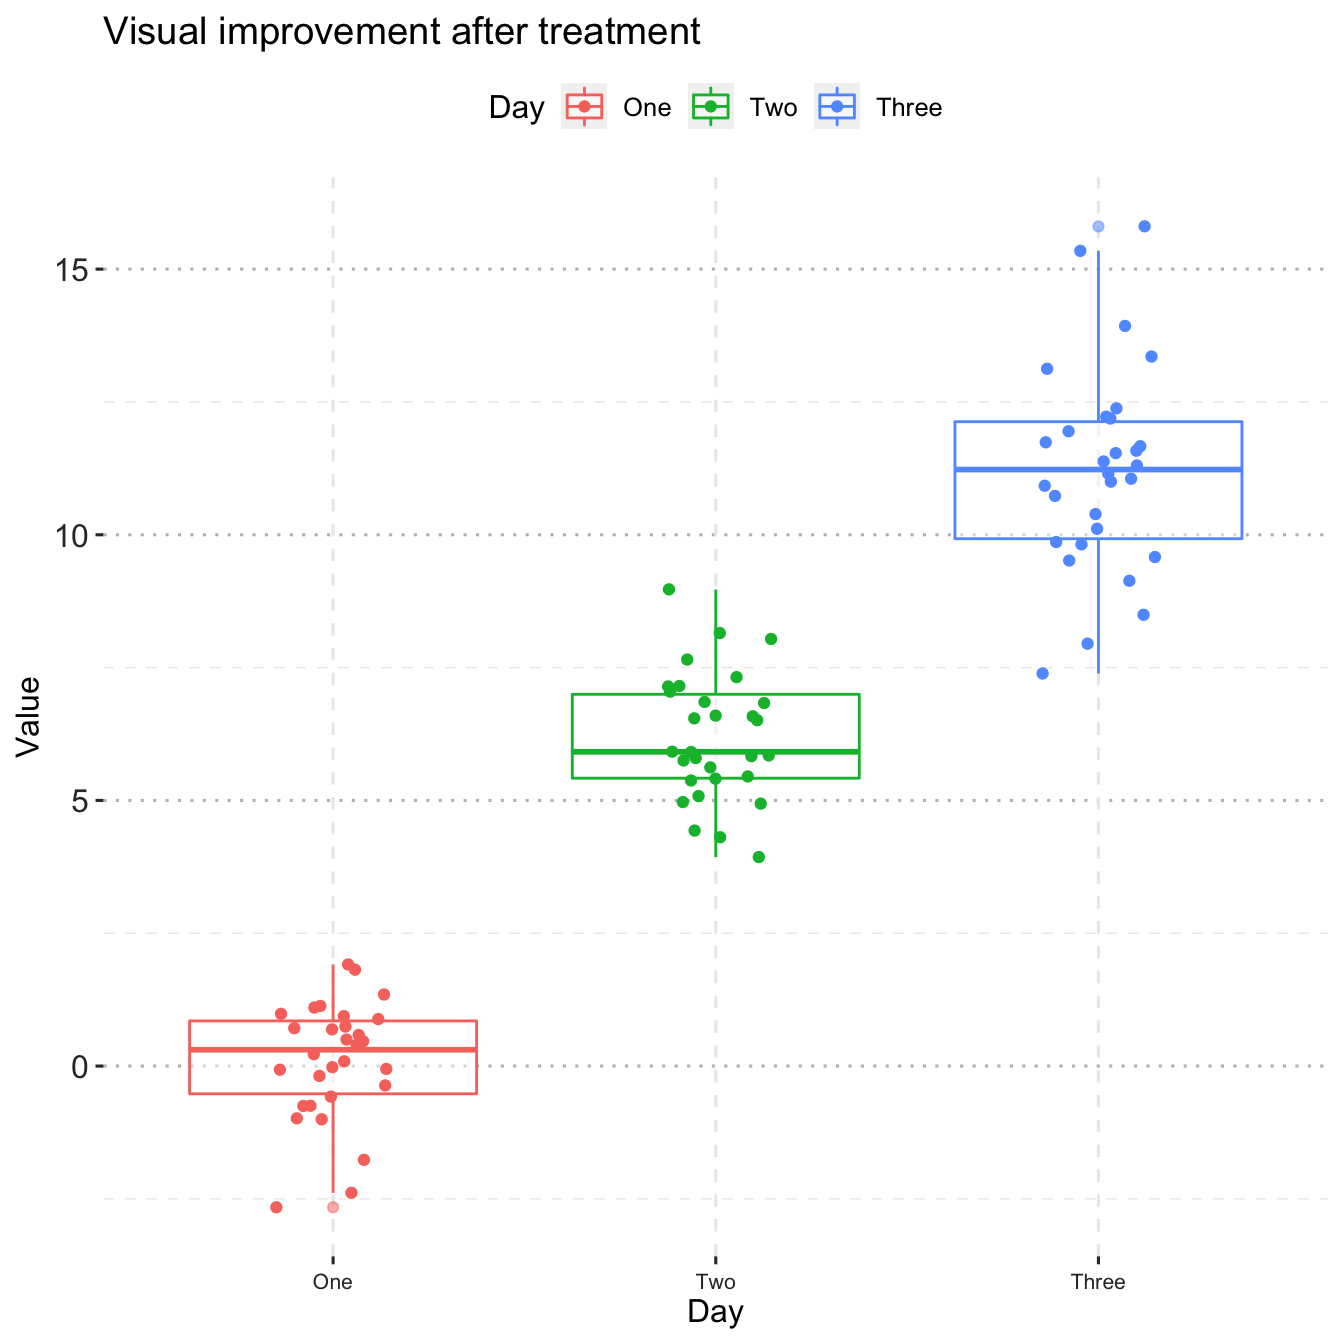 Visual improvement after treatment
Day One Two Three
15
10
5
0
Value
One Two Three
Day